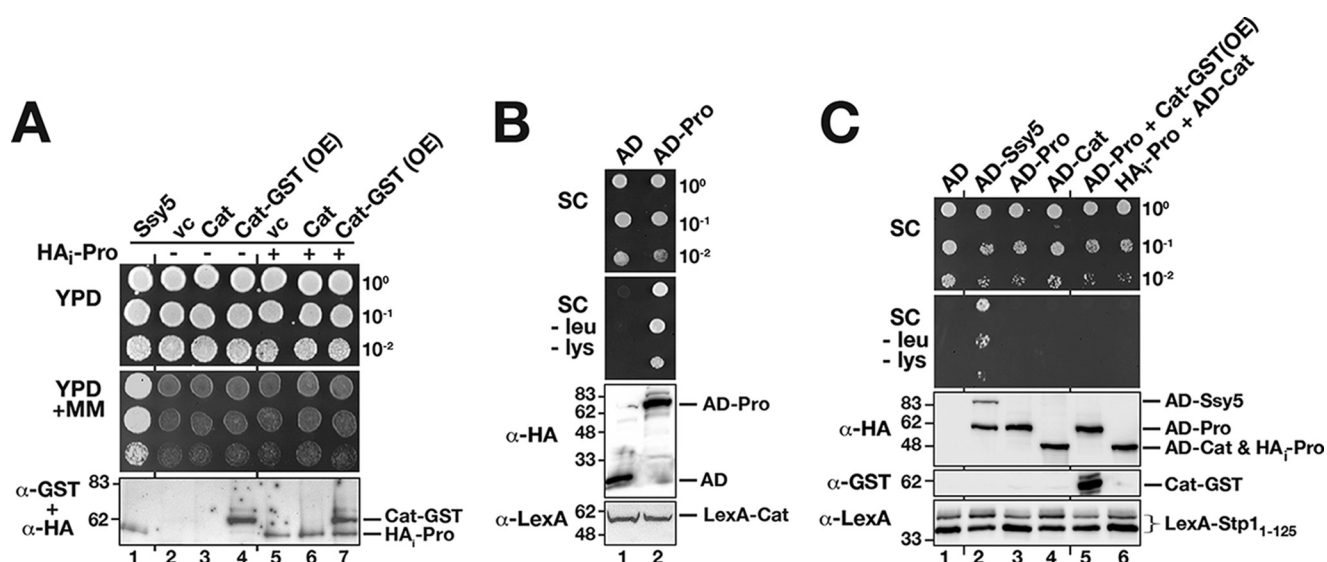 A
Ssy5
vc
Cat
Cat-GST (OE)
vc
Cat
Cat-GST (OE)
HAi-Pro - - - + + +
YPD
10⁰
10⁻¹
10⁻²
YPD
+MM
α-GST
+
α-HA
83
62
Cat-GST
HAi-Pro
1 2 3 4 5 6 7
B
AD
AD-Pro
SC
10⁰
10⁻¹
10⁻²
SC
- leu
- lys
α-HA
83
62
48
33
AD-Pro
AD
α-LexA
62
48
LexA-Cat
1 2
C
AD
AD-Ssy5
AD-Pro
AD-Cat
AD-Pro + Cat-GST(OE)
HAi-Pro + AD-Cat
SC
10⁰
10⁻¹
10⁻²
SC
- leu
- lys
α-HA
83
62
48
AD-Ssy5
AD-Pro
AD-Cat & HAi-Pro
α-GST
62
Cat-GST
α-LexA
33
LexA-Stp1₁₋₁₂₅
1 2 3 4 5 6